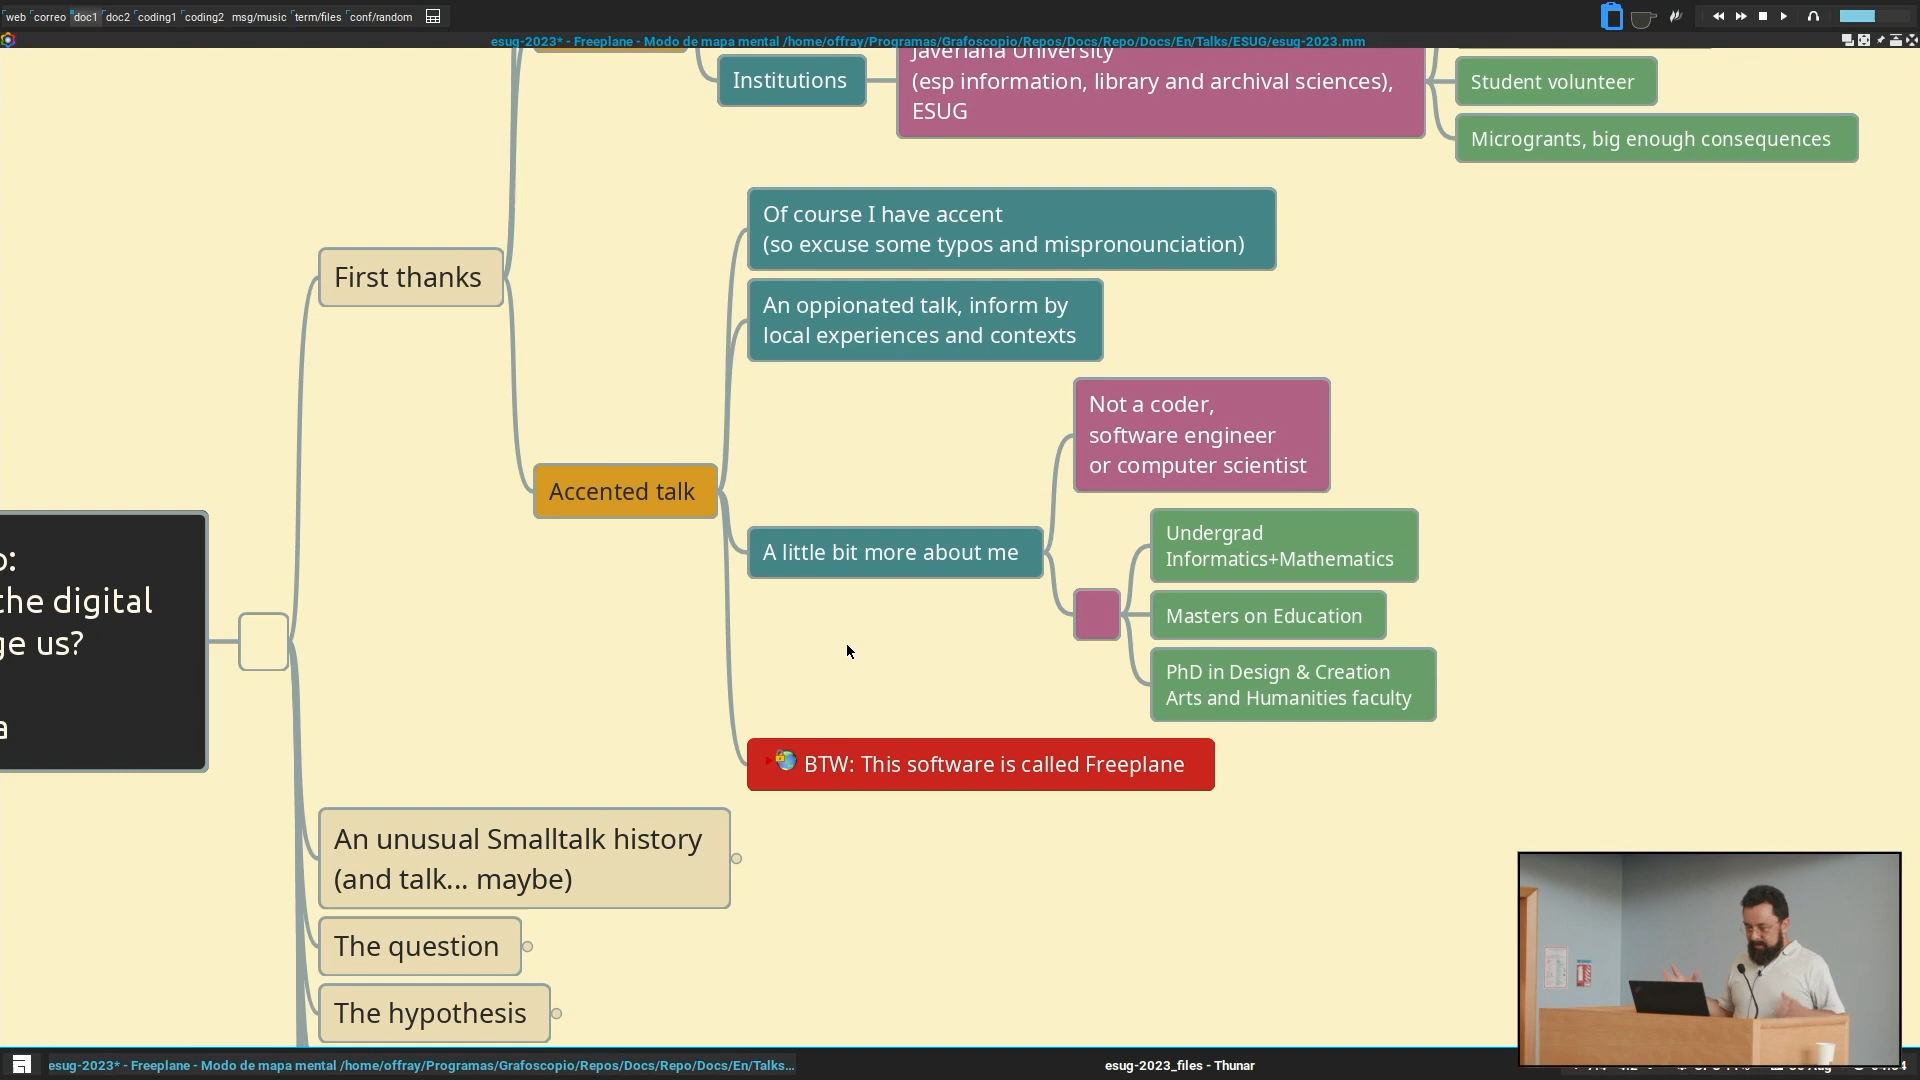 web correo doc1 doc2 coding1 coding2 msg/music term/files conf/random
esug-2023* - Freeplane - Modo de mapa mental /home/offray/Programas/Grafoscopio/Repos/Docs/Repo/Docs/En/Talks/ESUG/esug-2023.mm
Javeriana University
(esp information, library and archival sciences),
ESUG
Institutions
Student volunteer
Microgrants, big enough consequences
Of course I have accent
(so excuse some typos and mispronounciation)
First thanks
An oppionated talk, inform by
local experiences and contexts
Not a coder,
software engineer
or computer scientist
Accented talk
A little bit more about me
Undergrad
Informatics+Mathematics
Masters on Education
PhD in Design & Creation
Arts and Humanities faculty
the digital
ge us?
BTW: This software is called Freeplane
An unusual Smalltalk history
(and talk... maybe)
The question
The hypothesis
esug-2023* - Freeplane - Modo de mapa mental /home/offray/Programas/Grafoscopio/Repos/Docs/Repo/Docs/En/Talks...
esug-2023_files - Thunar